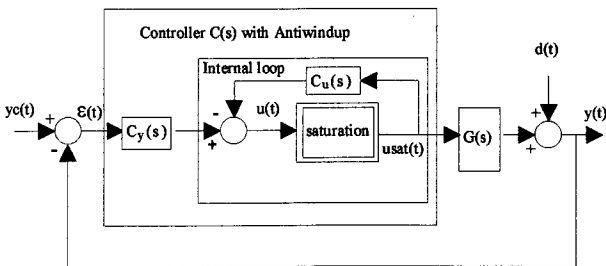 Controller C(s) with Antiwindup
d(t)
Internal loop
Cu(s)
yc(t)
+
ε(t)
-
Cy(s)
-
+
u(t)
saturation
usat(t)
G(s)
+
+
y(t)